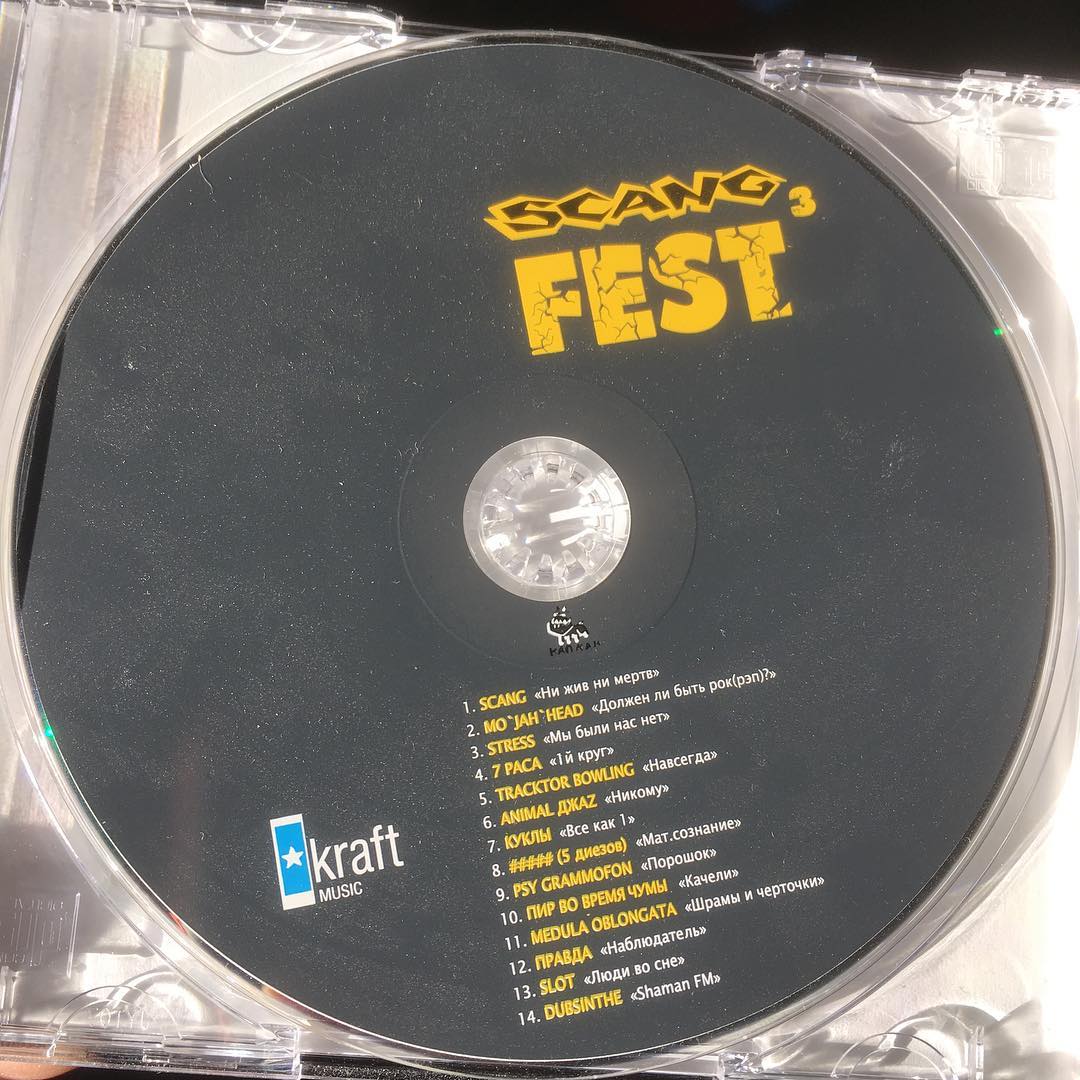 SCANG 3
FEST
КАПКАН
1. SCANG «Ни жив ни мертв»
2. MO`JAH`HEAD «Должен ли быть рок(рэп)?»
3. STRESS «Мы были нас нет»
4. 7 РАСА «1й круг»
5. TRACKTOR BOWLING «Навсегда»
6. ANIMAL ДЖАZ «Никому»
7. КУКЛЫ «Все как 1»
8. ##### (5 диезов) «Мат.сознание»
9. PSY GRAMMOFON «Порошок»
10. ПИР ВО ВРЕМЯ ЧУМЫ «Качели»
11. MEDULA OBLONGATA «Шрамы и черточки»
12. ПРАВДА «Наблюдатель»
13. SLOT «Люди во сне»
14. DUBSINTHE «Shaman FM»
kraft
MUSIC